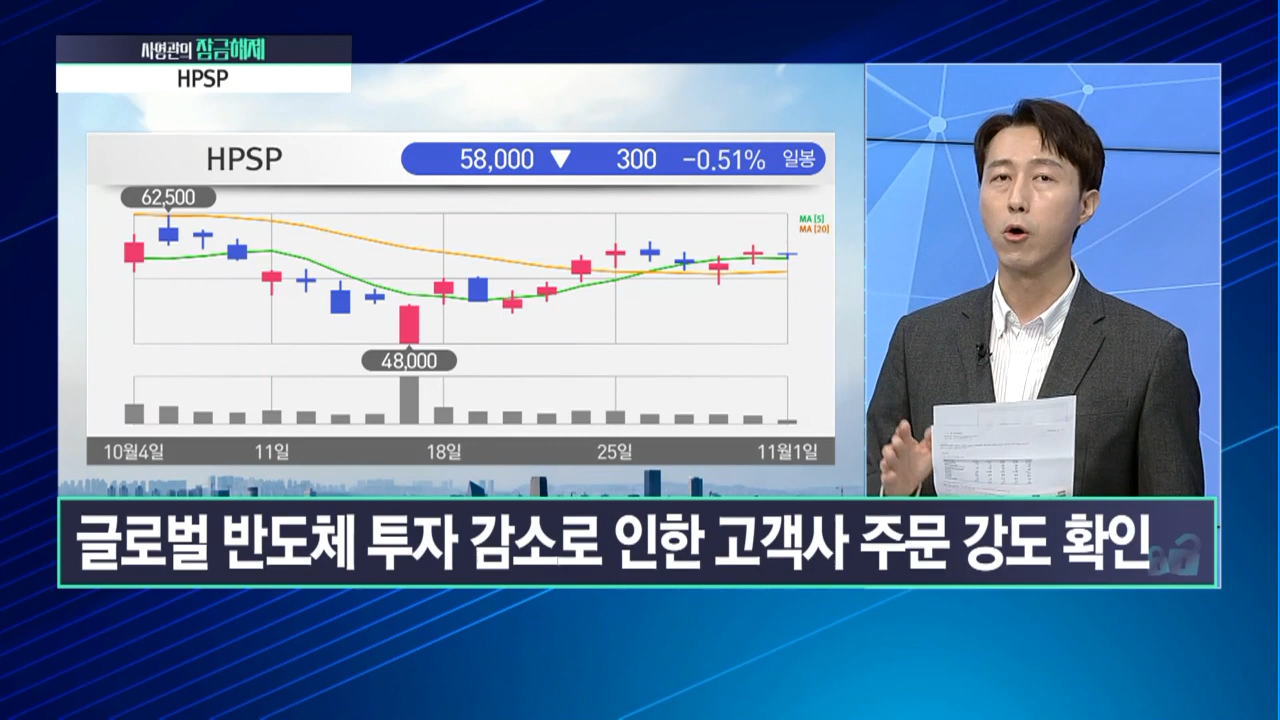 사영관의 잠금해제
HPSP
HPSP
58,000 ▼ 300 -0.51% 일봉
62,500
MA [5]
MA [20]
48,000
10월4일 11일 18일 25일 11월1일
글로벌 반도체 투자 감소로 인한 고객사 주문 강도 확인